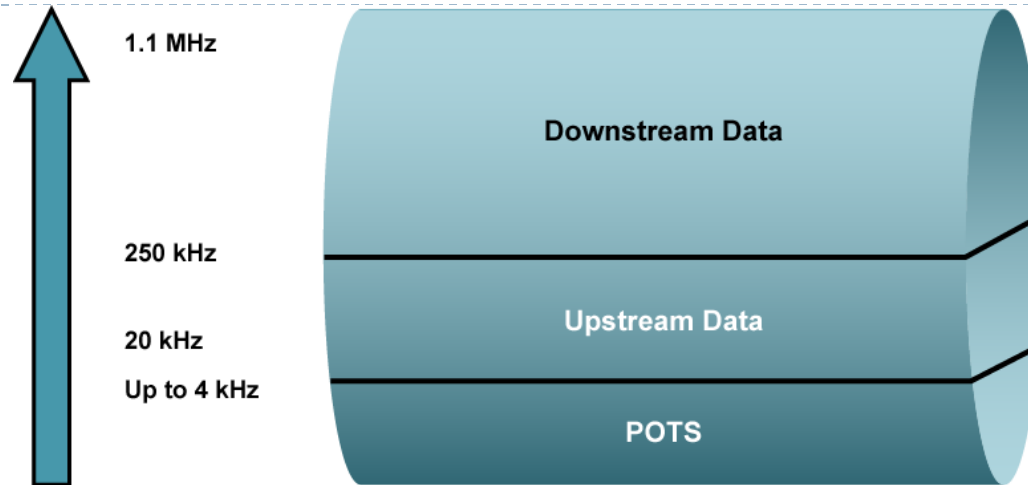 1.1 MHz
Downstream Data
250 kHz
Upstream Data
20 kHz
Up to 4 kHz
POTS